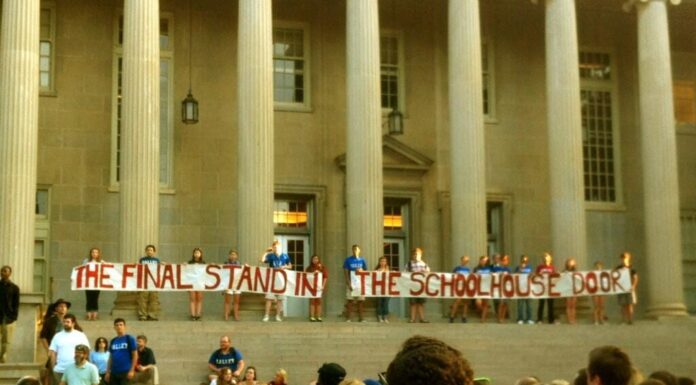 THE FINAL STAND IN THE SCHOOLHOUSE DOOR